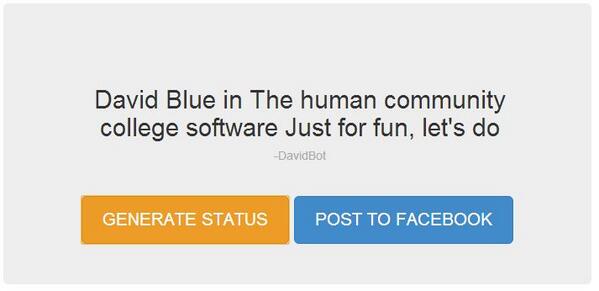 David Blue in The human community
college software Just for fun, let's do
-DavidBot
GENERATE STATUS POST TO FACEBOOK